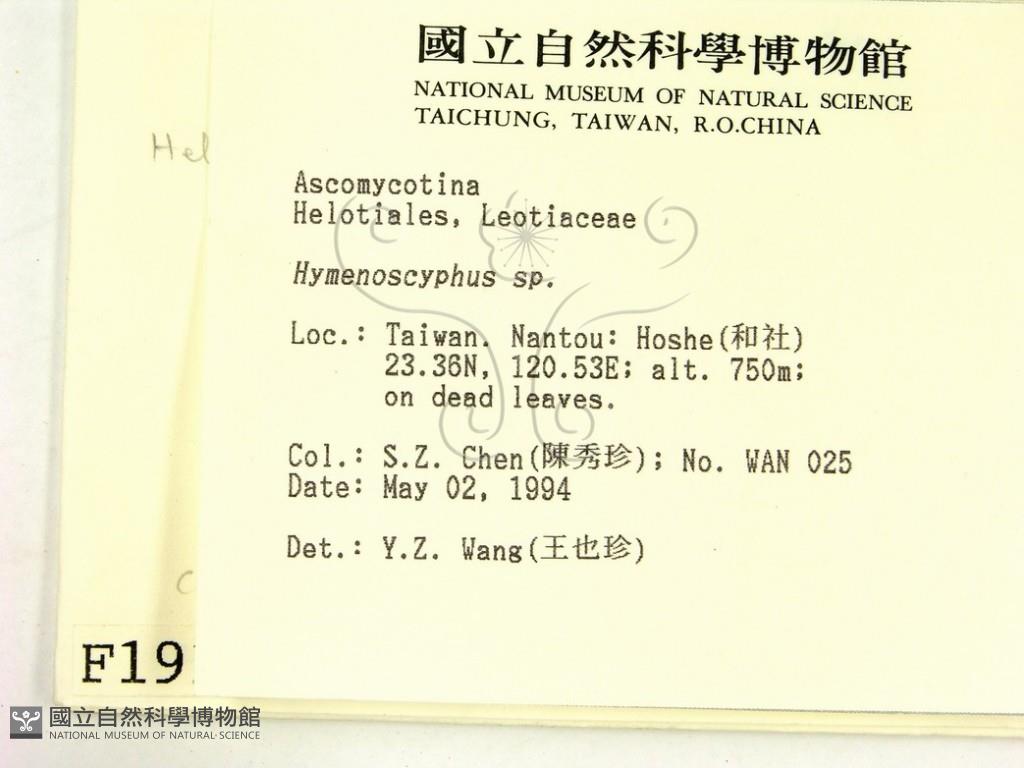 國立自然科學博物館
NATIONAL MUSEUM OF NATURAL SCIENCE
TAICHUNG, TAIWAN, R.O.CHINA
Hel
Ascomycotina
Helotiales, Leotiaceae
Hymenoscyphus sp.
Loc.: Taiwan. Nantou: Hoshe(和社)
23.36N, 120.53E; alt. 750m;
on dead leaves.
Col.: S.Z. Chen(陳秀珍); No. WAN 025
Date: May 02, 1994
Det.: Y.Z. Wang(王也珍)
C
F19
國立自然科學博物館
NATIONAL MUSEUM OF NATURAL SCIENCE